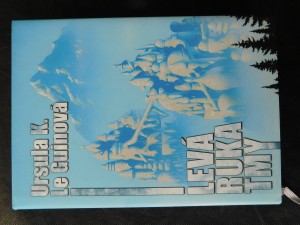 Ursula K.
Le Guinová
LEVÁ
RUKA
TMY